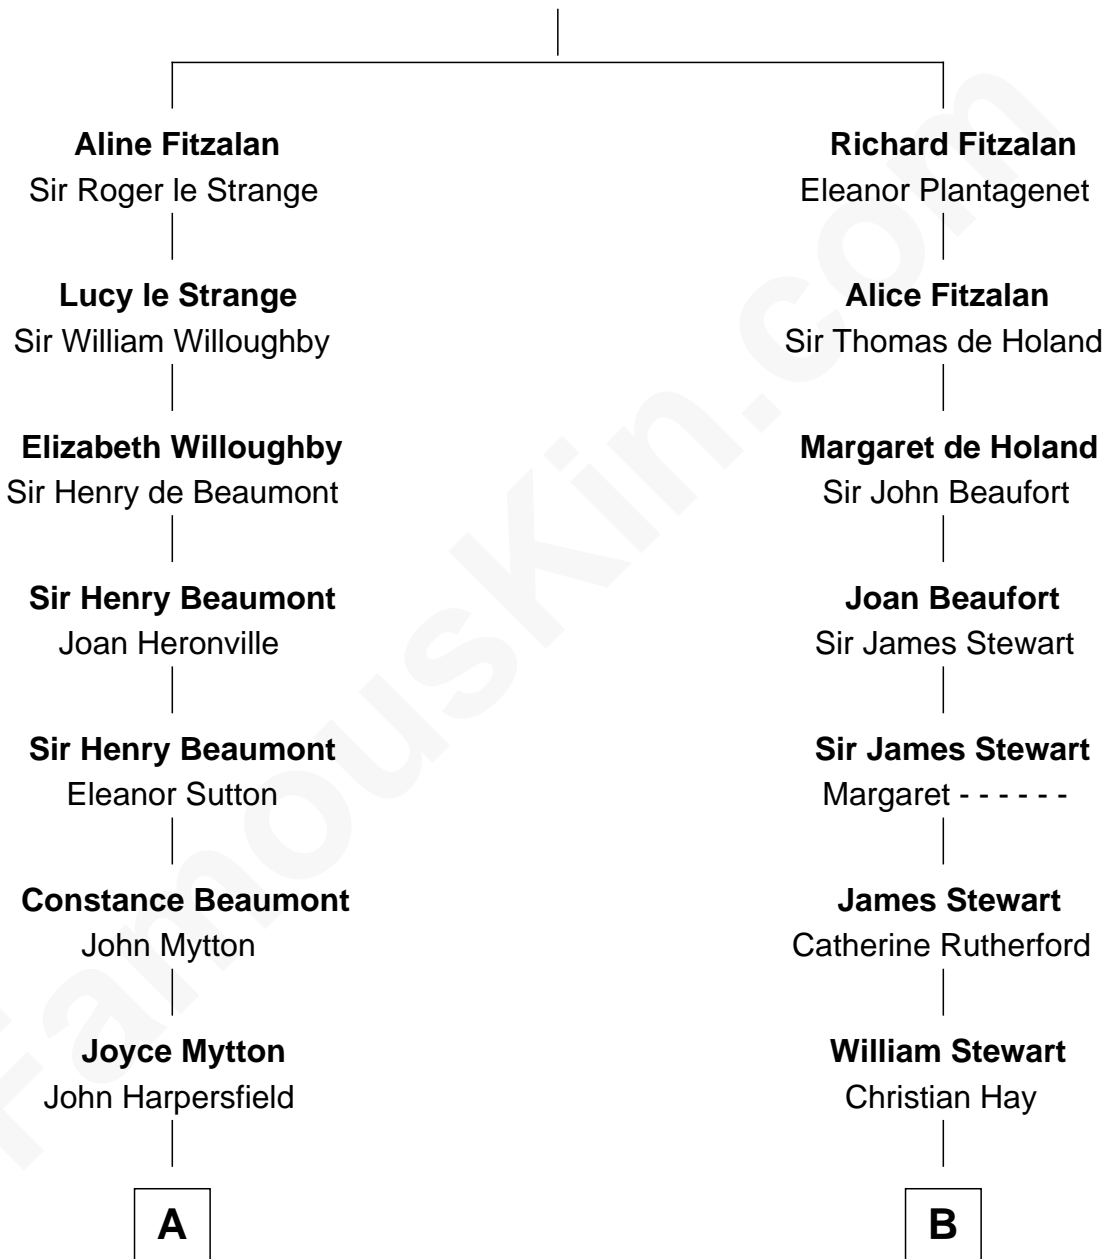 Aline Fitzalan
Sir Roger le Strange
Lucy le Strange
Sir William Willoughby
Elizabeth Willoughby
Sir Henry de Beaumont
Sir Henry Beaumont
Joan Heronville
Sir Henry Beaumont
Eleanor Sutton
Constance Beaumont
John Mytton
Joyce Mytton
John Harpersfield
A
Richard Fitzalan
Eleanor Plantagenet
Alice Fitzalan
Sir Thomas de Holand
Margaret de Holand
Sir John Beaufort
Joan Beaufort
Sir James Stewart
Sir James Stewart
Margaret - - - - - -
James Stewart
Catherine Rutherford
William Stewart
Christian Hay
B
FamousKin.com